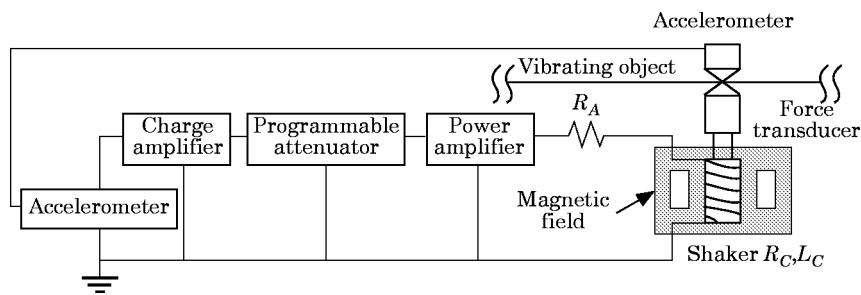 Accelerometer
Vibrating object
R_A
Force
transducer
Charge
amplifier
Programmable
attenuator
Power
amplifier
Magnetic
field
Accelerometer
Shaker R_C,L_C